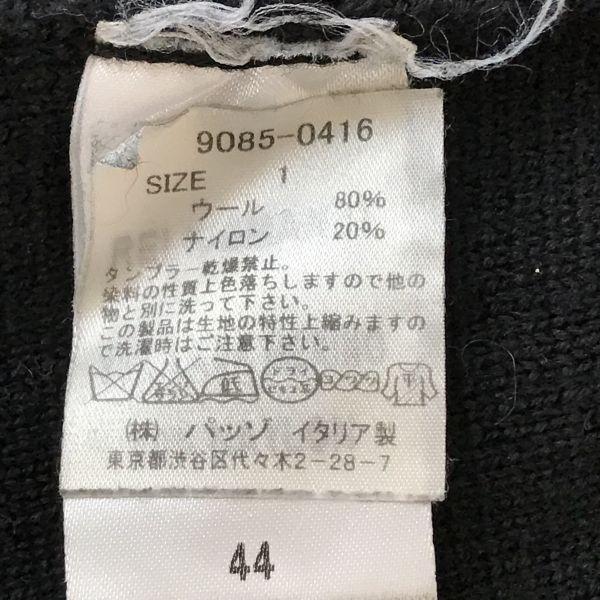 9085-0416
SIZE 1
ウール 80%
ナイロン 20%
タンブラー乾燥禁止。
染料の性質上色落ちしますので他の
物と別に洗って下さい。
この製品は生地の特性上縮みますの
で洗濯時はご注意下さい。
低
(株) パッゾ イタリア製
東京都渋谷区代々木2-28-7
44